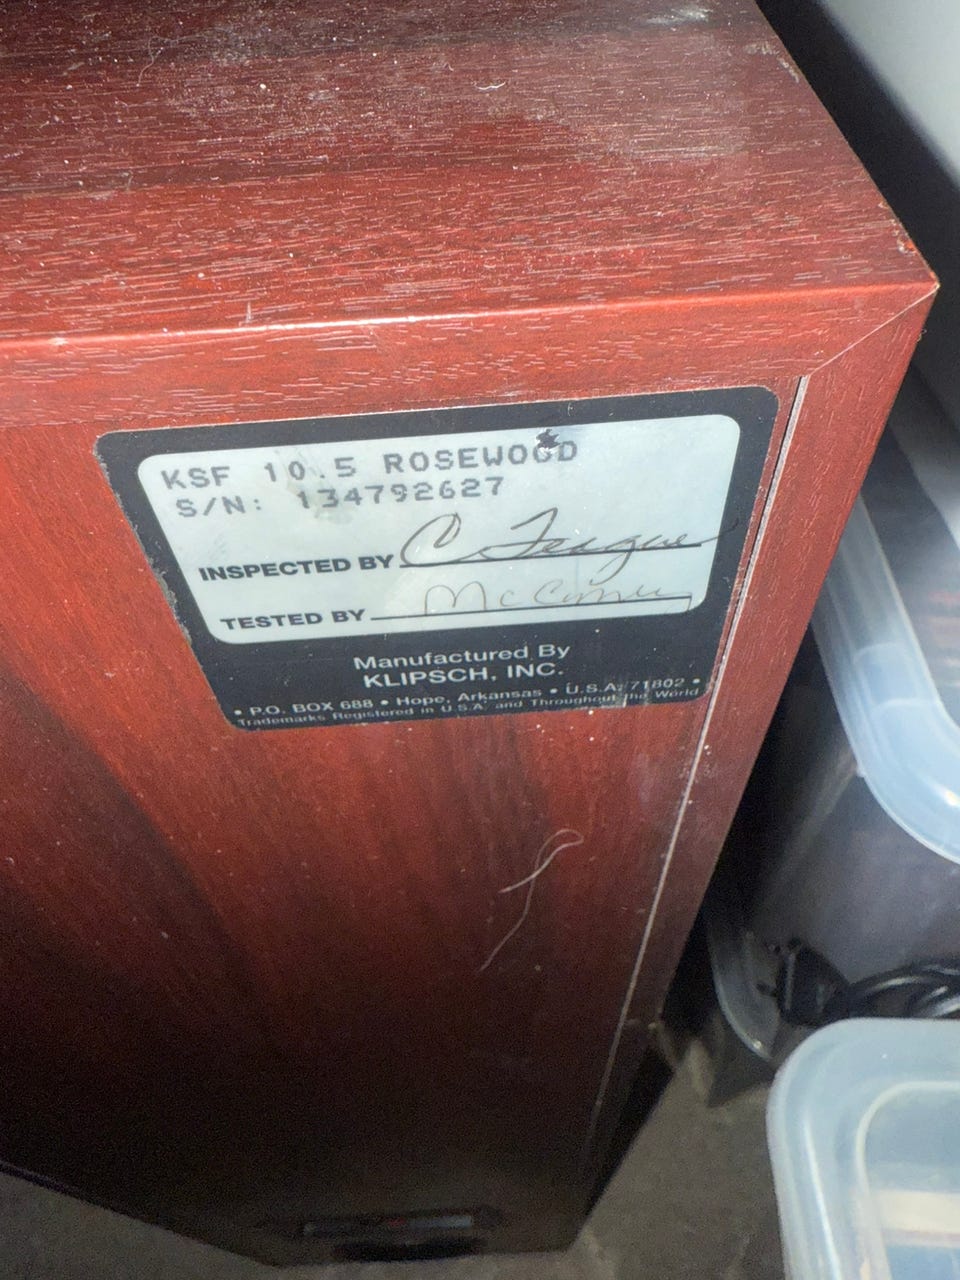 KSF 10.5 ROSEWOOD
S/N: 134792627
INSPECTED BY C. Teague
TESTED BY
Manufactured By
KLIPSCH, INC.
• P.O. BOX 688 • Hope, Arkansas • U.S.A. 71802 •
Trademarks Registered in U.S.A. and Throughout the World